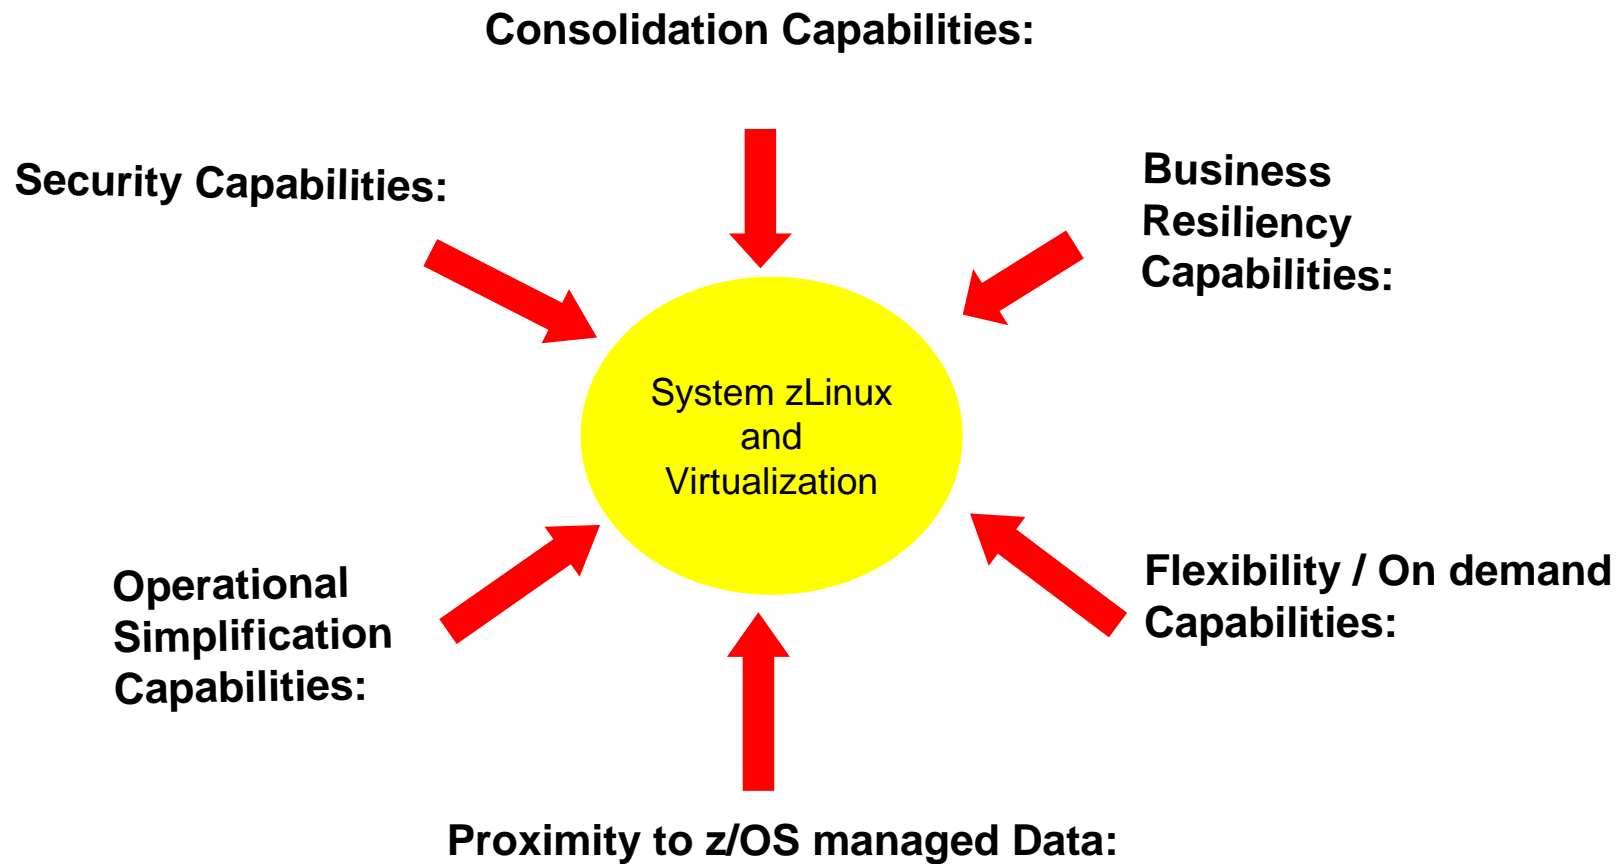 Consolidation Capabilities:
Security Capabilities:
Business
Resiliency
Capabilities:
System zLinux
and
Virtualization
Operational
Simplification
Capabilities:
Flexibility / On demand
Capabilities:
Proximity to z/OS managed Data: